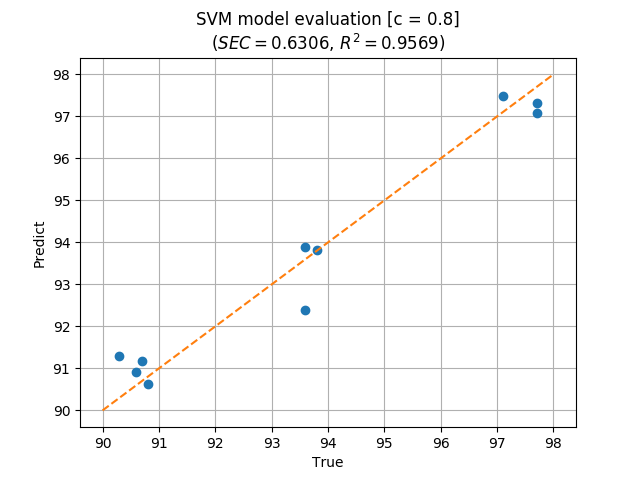 SVM model evaluation [c = 0.8]
(SEC = 0.6306, R² = 0.9569)
98
97
96
95
94
93
92
91
90
Predict
90 91 92 93 94 95 96 97 98
True